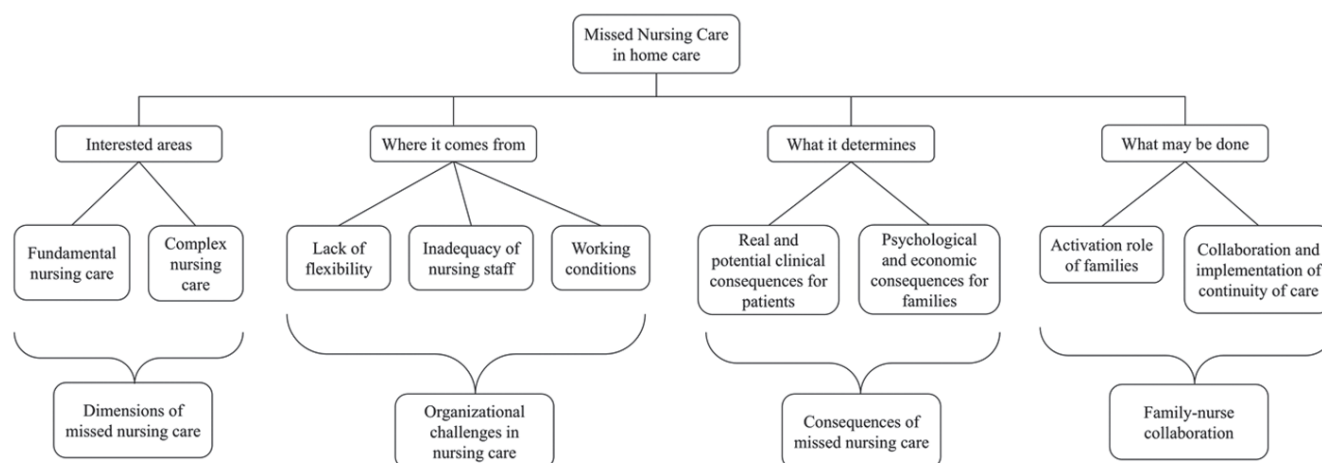 Missed Nursing Care
in home care
Interested areas
Where it comes from
What it determines
What may be done
Fundamental
nursing care
Complex
nursing
care
Lack of
flexibility
Inadequacy of
nursing staff
Working
conditions
Real and
potential clinical
consequences for
patients
Psychological
and economic
consequences for
families
Activation role
of families
Collaboration and
implementation of
continuity of care
Dimensions of
missed nursing care
Organizational
challenges in
nursing care
Consequences of
missed nursing care
Family-nurse
collaboration